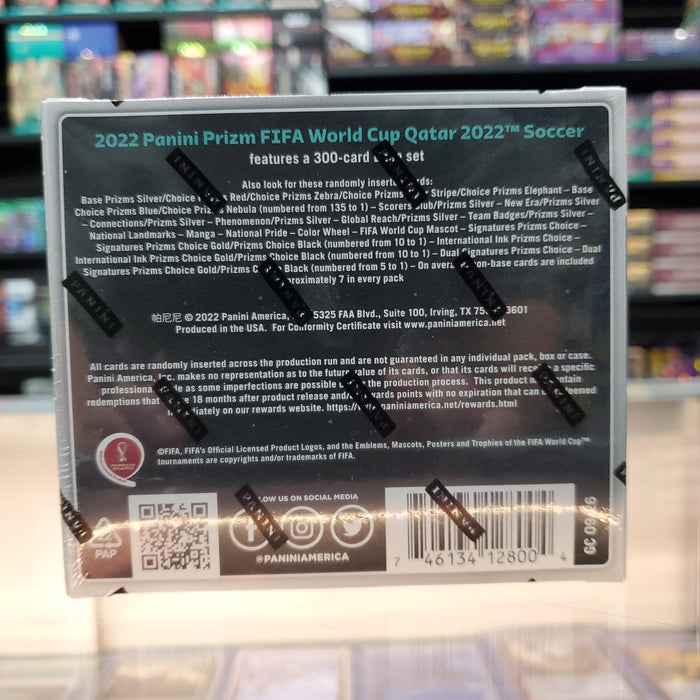 2022 Panini Prizm FIFA World Cup Qatar 2022™ Soccer
features a 300-card set
Also look for these randomly inserted cards:
Base Prizms Silver/Choice Red/Choice Prizms Zebra/Choice Prizms Stripe/Choice Prizms Elephant – Base
Choice Prizms Blue/Choice Prizms Nebula (numbered from 135 to 1) – Scorers Club/Prizms Silver – New Era/Prizms Silver
– Connections/Prizms Silver – Phenomenon/Prizms Silver – Global Reach/Prizms Silver – Team Badges/Prizms Silver –
National Landmarks – Manga – National Pride – Color Wheel – FIFA World Cup Mascot – Signatures Prizms Choice –
Signatures Prizms Choice Gold/Prizms Choice Black (numbered from 10 to 1) – International Ink Prizms Choice –
International Ink Prizms Choice Gold/Prizms Choice Black (numbered from 10 to 1) – Dual Signatures Prizms Choice – Dual
Signatures Prizms Choice Gold/Prizms Choice Black (numbered from 5 to 1) – On average, non-base cards are included
approximately 7 in every pack
帕尼尼 © 2022 Panini America, 5325 FAA Blvd., Suite 100, Irving, TX 3601
Produced in the USA. For Conformity Certificate visit www.paniniamerica.net
All cards are randomly inserted across the production run and are not guaranteed in any individual pack, box or case.
Panini America, Inc. makes no representation as to the future value of its cards, or that its cards will receive a specific
professional grade as some imperfections are possible the production process. This product may contain
redemptions that 18 months after product release and/or rewards points with no expiration that can be redeemed
immediately on our rewards website. https:// paniniamerica.net/rewards.html
©FIFA, FIFA's Official Licensed Product Logos, and the Emblems, Mascots, Posters and Trophies of the FIFA World Cup™
tournaments are copyrights and/or trademarks of FIFA.
FOLLOW US ON SOCIAL MEDIA
@PANINIAMERICA
PAP
7 46134 12800 4
PANINI
PANINI
PANINI
PANINI
PANINI
PANINI
PANINI
PANINI
PANINI
PANINI
PANINI
PANINI